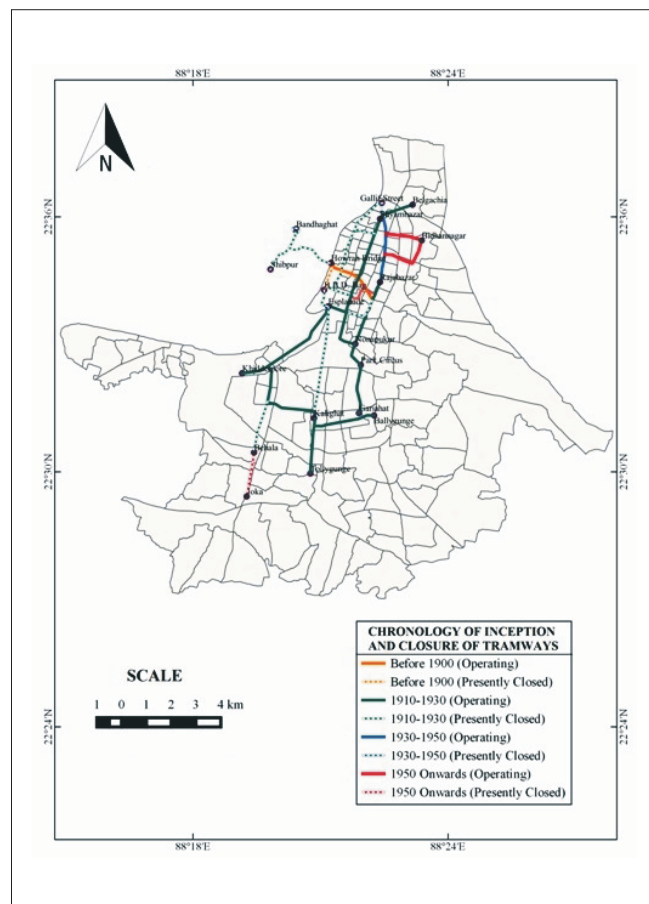 88°18'E 88°24'E
N
22°36'N 22°36'N
Gallif Street
Belgachia
Shyambazar
Bandhaghat
Bidhannagar
Howrah Bridge
Shibpur
Rajabazar
Esplanade
Nonapukur
Park Circus
Khidderpore
Gariahat
Kalighat
Ballygunge
Behala
22°30'N 22°30'N
Tollygunge
Joka
CHRONOLOGY OF INCEPTION
AND CLOSURE OF TRAMWAYS
Before 1900 (Operating)
SCALE
Before 1900 (Presently Closed)
1 0 1 2 3 4 km
1910-1930 (Operating)
1910-1930 (Presently Closed)
22°24'N 22°24'N
1930-1950 (Operating)
1930-1950 (Presently Closed)
1950 Onwards (Operating)
1950 Onwards (Presently Closed)
88°18'E 88°24'E